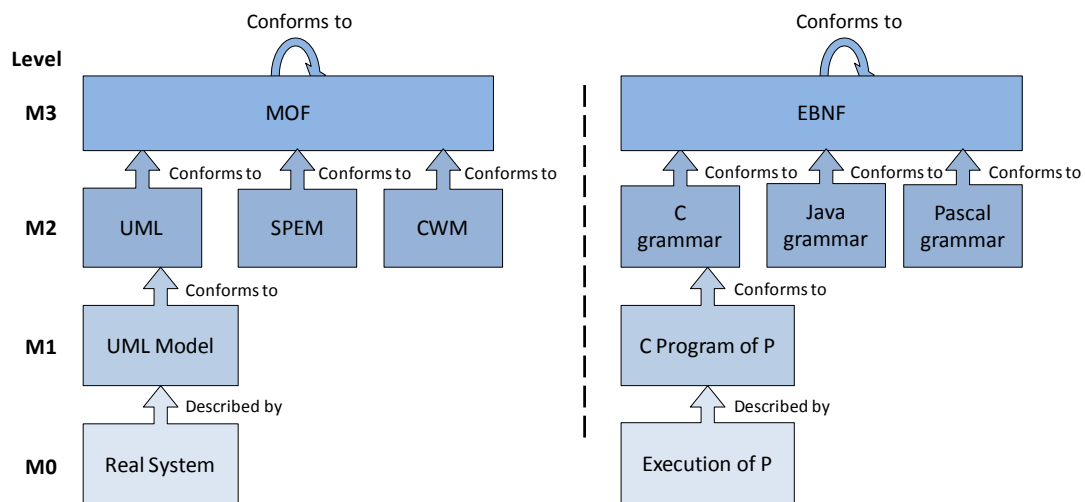 Conforms to
Conforms to
Level
M3
MOF
EBNF
Conforms to
Conforms to
Conforms to
Conforms to
Conforms to
Conforms to
M2
UML
SPEM
CWM
C
grammar
Java
grammar
Pascal
grammar
Conforms to
Conforms to
M1
UML Model
C Program of P
Described by
Described by
M0
Real System
Execution of P